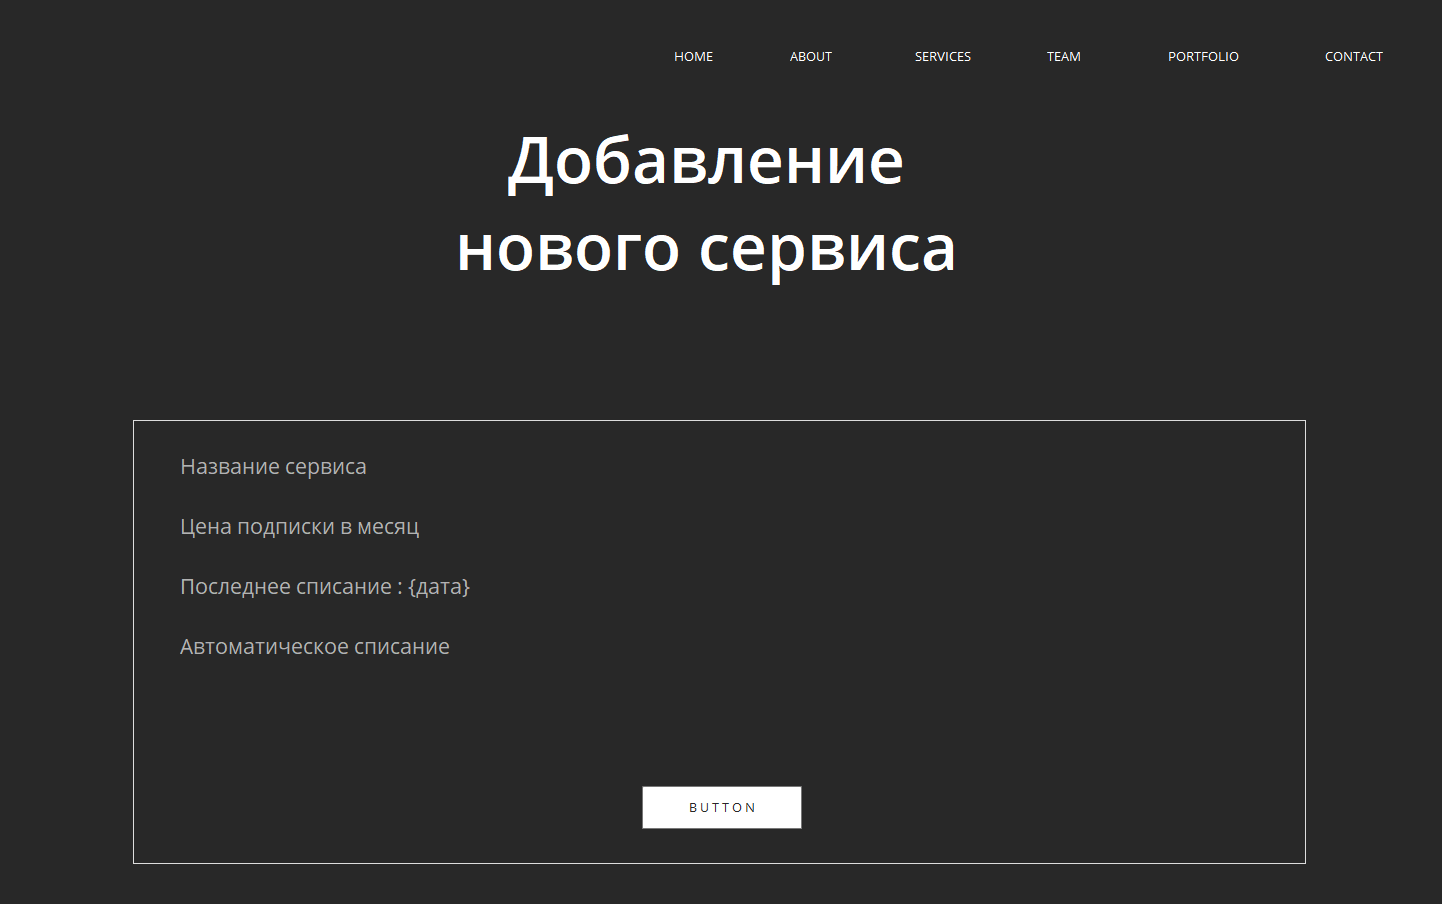 HOME ABOUT SERVICES TEAM PORTFOLIO CONTACT
Добавление
нового сервиса
Название сервиса
Цена подписки в месяц
Последнее списание : {дата}
Автоматическое списание
BUTTON